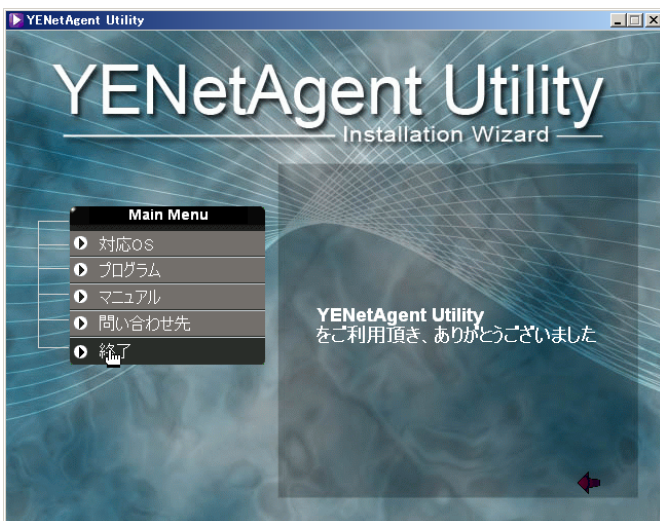 YENetAgent Utility
YENetAgent Utility
Installation Wizard
Main Menu
対応OS
プログラム
マニュアル
問い合わせ先
終了
YENetAgent Utility
をご利用頂き、ありがとうございました